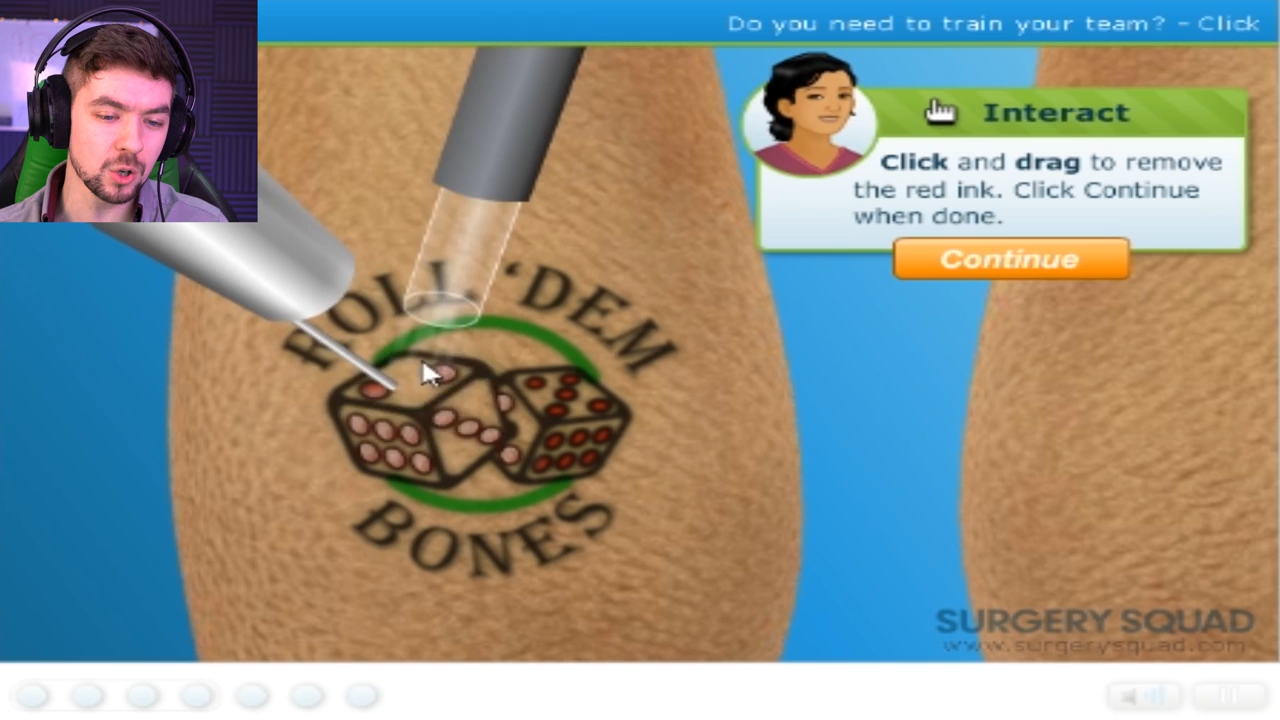 Do you need to train your team? - Click
Interact
Click and drag to remove
the red ink. Click Continue
when done.
Continue
ROLL 'DEM
BONES
SURGERY SQUAD
www.surgerysquad.com